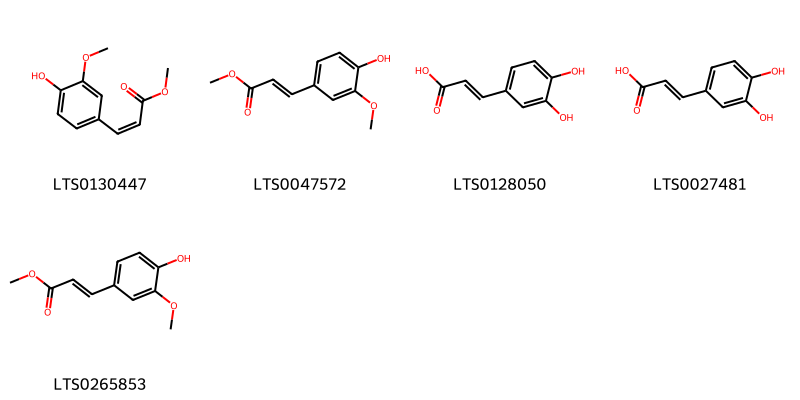 HO
O
O
O
LTS0130447
O
O
OH
O
LTS0047572
HO
O
OH
OH
LTS0128050
HO
O
OH
OH
LTS0027481
O
O
OH
O
LTS0265853